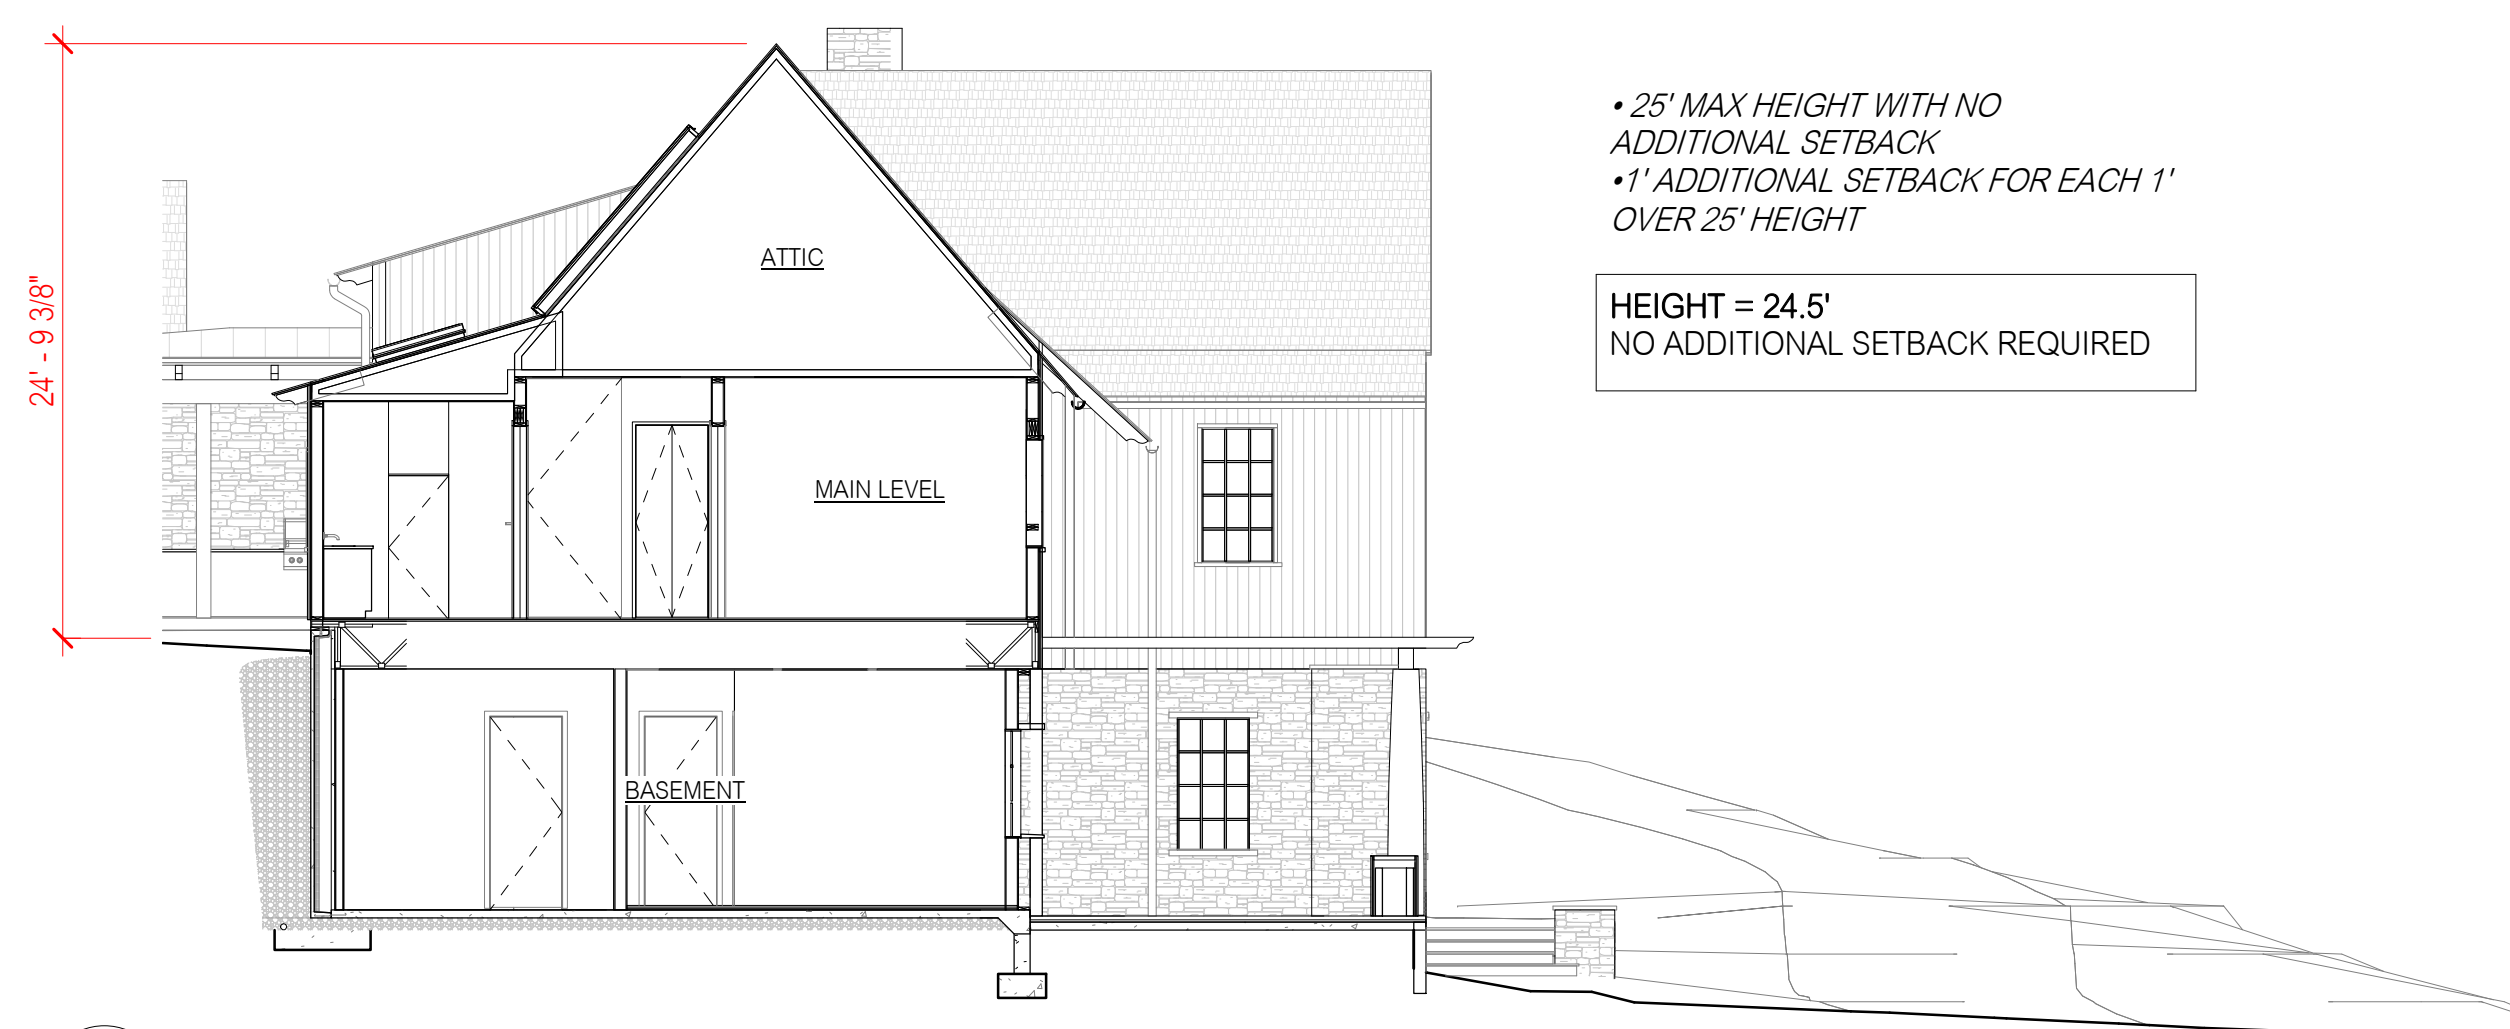 • 25' MAX HEIGHT WITH NO
ADDITIONAL SETBACK
•1' ADDITIONAL SETBACK FOR EACH 1'
OVER 25' HEIGHT
HEIGHT = 24.5'
NO ADDITIONAL SETBACK REQUIRED
24' - 9 3/8"
ATTIC
MAIN LEVEL
BASEMENT